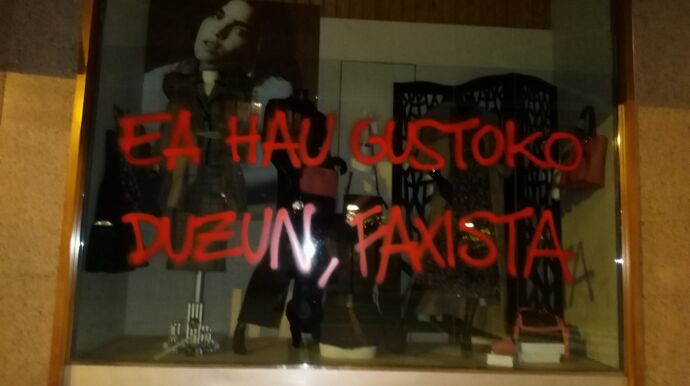 EA HAU GUSTOKO
DUZUN, FAXISTA